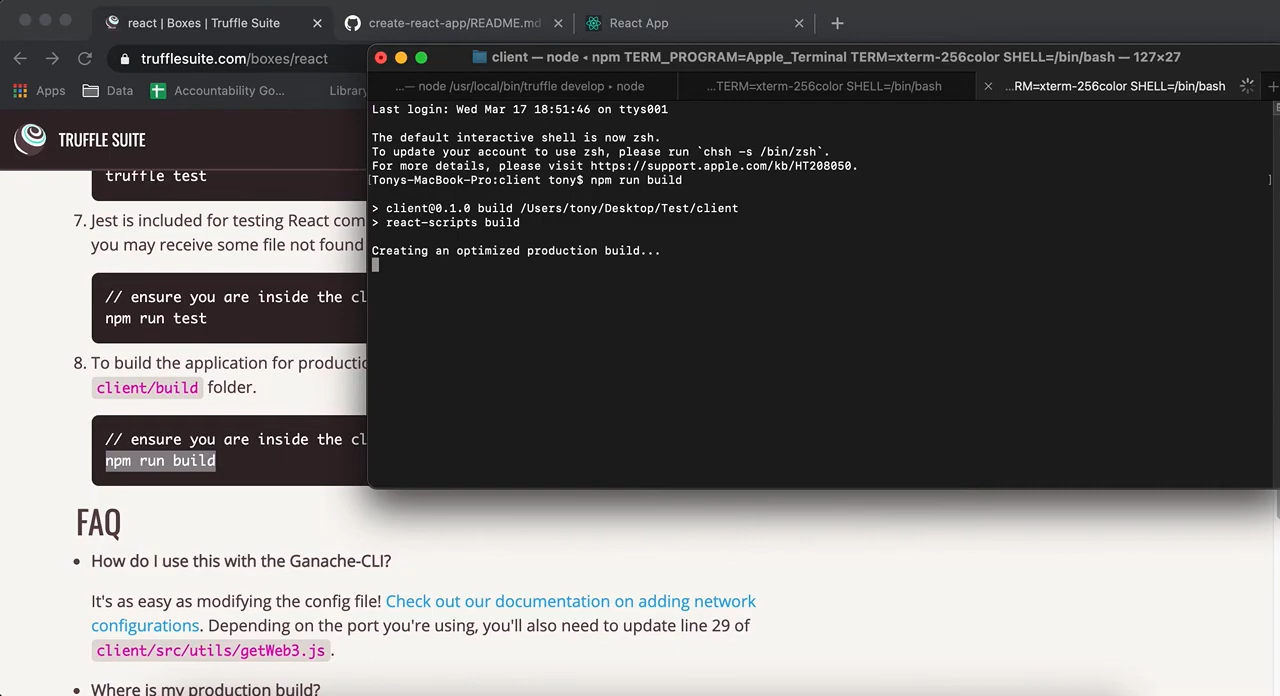 react | Boxes | Truffle Suite
create-react-app/README.md
React App
trufflesuite.com/boxes/react
Apps
Data
Accountability Go...
Library
TRUFFLE SUITE
truffle test
7. Jest is included for testing React com
you may receive some file not found
// ensure you are inside the cl
npm run test
8. To build the application for productio
client/build folder.
// ensure you are inside the cl
npm run build
FAQ
• How do I use this with the Ganache-CLI?
It's as easy as modifying the config file! Check out our documentation on adding network
configurations. Depending on the port you're using, you'll also need to update line 29 of
client/src/utils/getWeb3.js.
• Where is my production build?
client — node ◂ npm TERM_PROGRAM=Apple_Terminal TERM=xterm-256color SHELL=/bin/bash — 127×27
...— node /usr/local/bin/truffle develop ▸ node
...TERM=xterm-256color SHELL=/bin/bash
...RM=xterm-256color SHELL=/bin/bash
Last login: Wed Mar 17 18:51:46 on ttys001
The default interactive shell is now zsh.
To update your account to use zsh, please run `chsh -s /bin/zsh`.
For more details, please visit https://support.apple.com/kb/HT208050.
[Tonys-MacBook-Pro:client tony$ npm run build ]
> client@0.1.0 build /Users/tony/Desktop/Test/client
> react-scripts build
Creating an optimized production build...